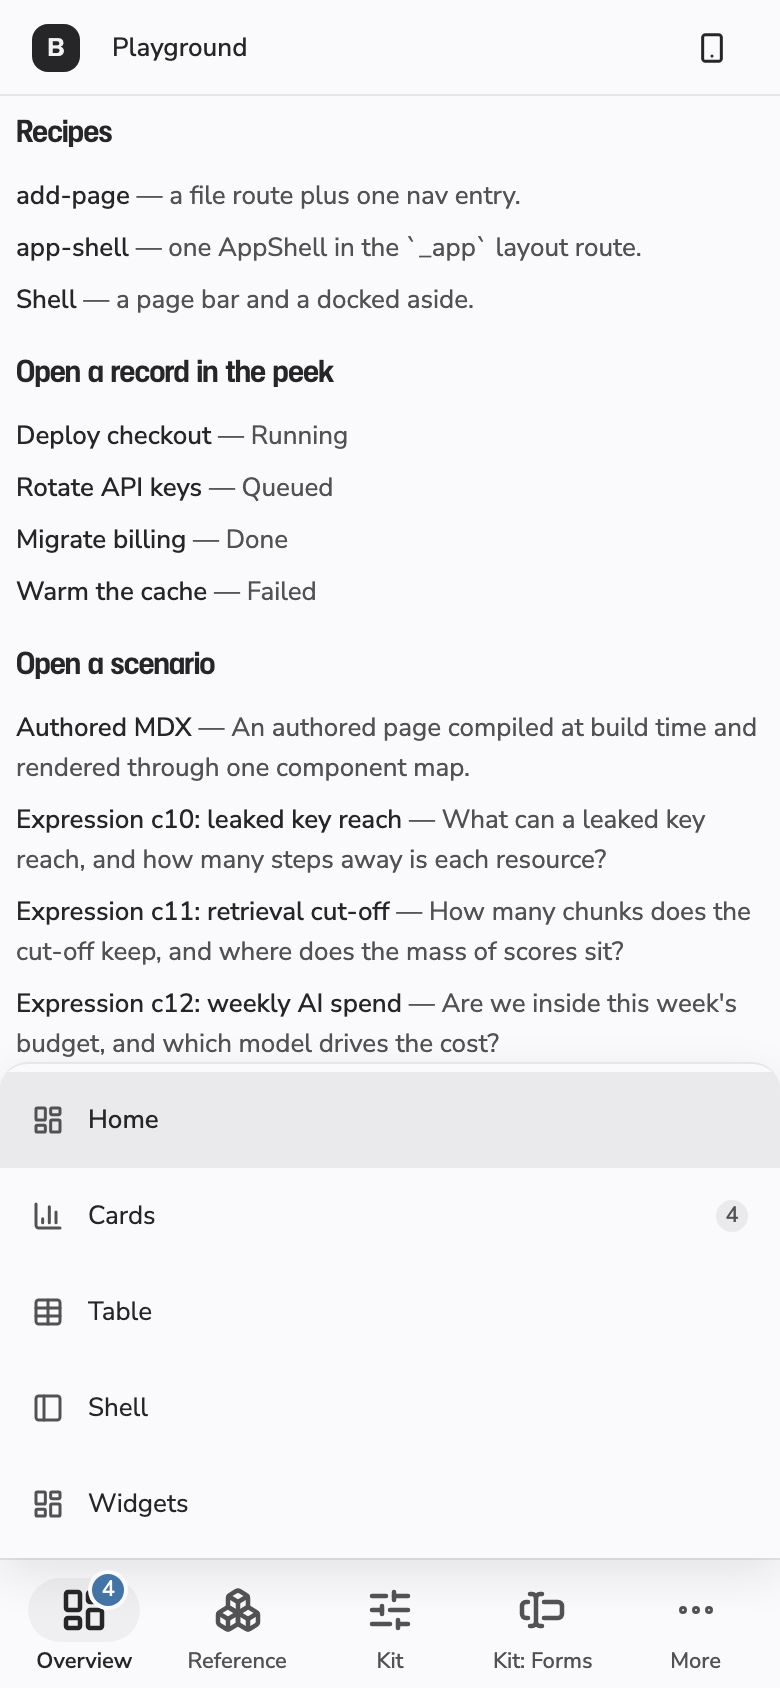 B Playground
Recipes
add-page — a file route plus one nav entry.
app-shell — one AppShell in the `_app` layout route.
Shell — a page bar and a docked aside.
Open a record in the peek
Deploy checkout — Running
Rotate API keys — Queued
Migrate billing — Done
Warm the cache — Failed
Open a scenario
Authored MDX — An authored page compiled at build time and
rendered through one component map.
Expression c10: leaked key reach — What can a leaked key
reach, and how many steps away is each resource?
Expression c11: retrieval cut-off — How many chunks does the
cut-off keep, and where does the mass of scores sit?
Expression c12: weekly AI spend — Are we inside this week's
budget, and which model drives the cost?
Home
Cards 4
Table
Shell
Widgets
4
Overview Reference Kit Kit: Forms More